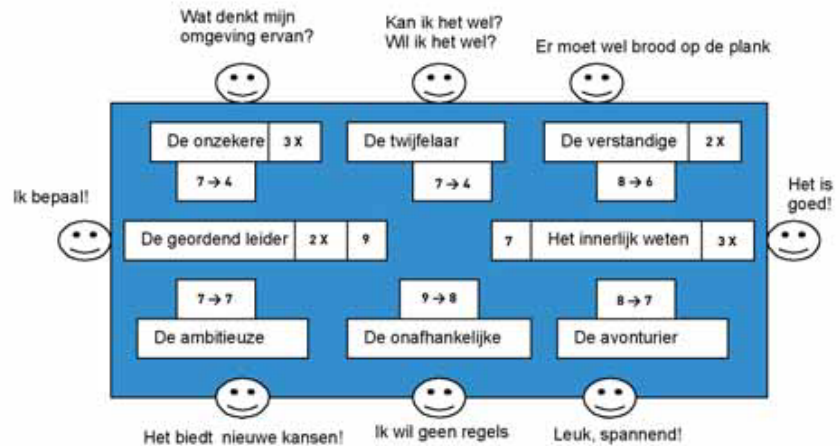 Wat denkt mijn
omgeving ervan?
Kan ik het wel?
Wil ik het wel?
Er moet wel brood op de plank
De onzekere 3 X
De twijfelaar
De verstandige 2 X
7 → 4
7 → 4
8 → 6
Ik bepaal!
Het is
goed!
De geordend leider 2 X 9
7 Het innerlijk weten 3 X
7 → 7
9 → 8
8 → 7
De ambitieuze
De onafhankelijke
De avonturier
Het biedt nieuwe kansen!
Ik wil geen regels
Leuk, spannend!